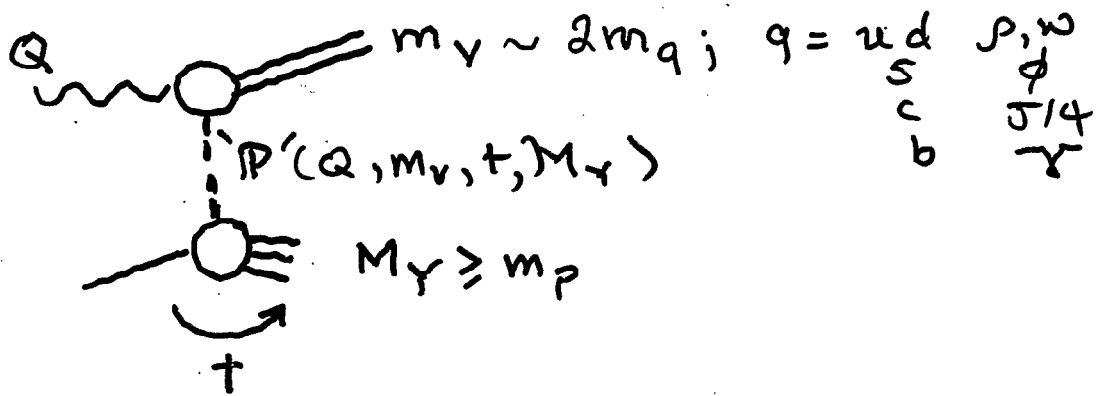 Q m_V ~ 2m_q ; q = u d ρ, ω
s φ
c J/ψ
b Υ
"ℙ"(Q, m_V, t, M_Y)
M_Y ≥ m_p
t